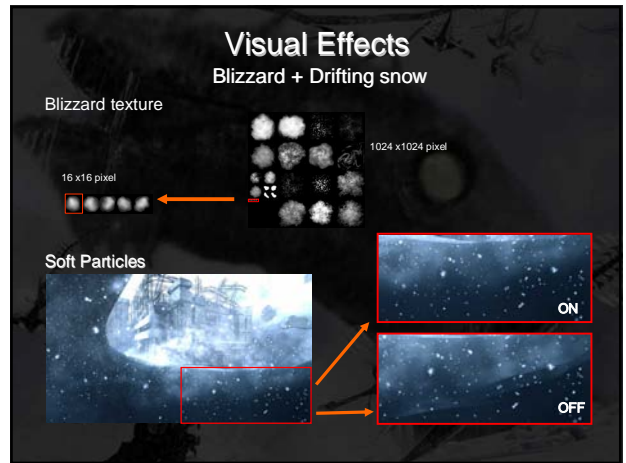 Visual Effects
Blizzard + Drifting snow
Blizzard texture
1024 x1024 pixel
16 x16 pixel
Soft Particles
ON
OFF